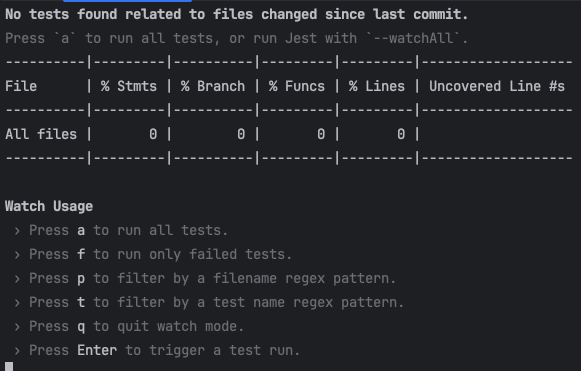 No tests found related to files changed since last commit.
Press `a` to run all tests, or run Jest with `--watchAll`.
----------|---------|----------|---------|---------|-------------------
File      | % Stmts | % Branch | % Funcs | % Lines | Uncovered Line #s
----------|---------|----------|---------|---------|-------------------
All files |       0 |        0 |       0 |       0 |
----------|---------|----------|---------|---------|-------------------
Watch Usage
 › Press a to run all tests.
 › Press f to run only failed tests.
 › Press p to filter by a filename regex pattern.
 › Press t to filter by a test name regex pattern.
 › Press q to quit watch mode.
 › Press Enter to trigger a test run.